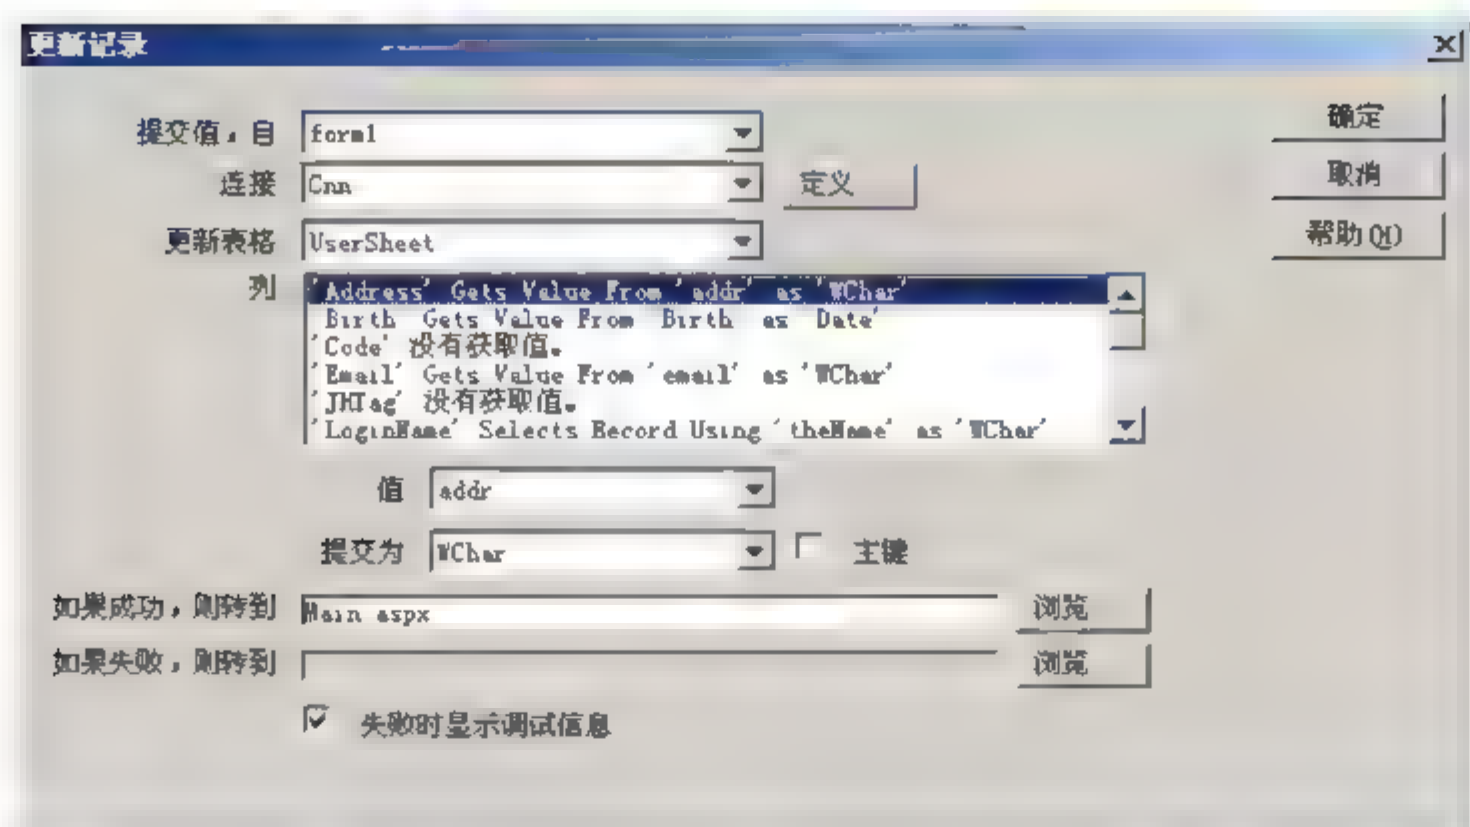 更新记录
提交值，自 form1 确定
连接 Cnn 定义 取消
更新表格 UserSheet 帮助(H)
列 'Address' Gets Value From 'addr' as 'WChar'
'Birth' Gets Value From 'Birth' as 'Date'
'Code' 没有获取值。
'Email' Gets Value From 'email' as 'WChar'
'JHTag' 没有获取值。
'LoginName' Selects Record Using 'theName' as 'WChar'
值 addr
提交为 WChar 主键
如果成功，则转到 Main aspx 浏览
如果失败，则转到 浏览
失败时显示调试信息